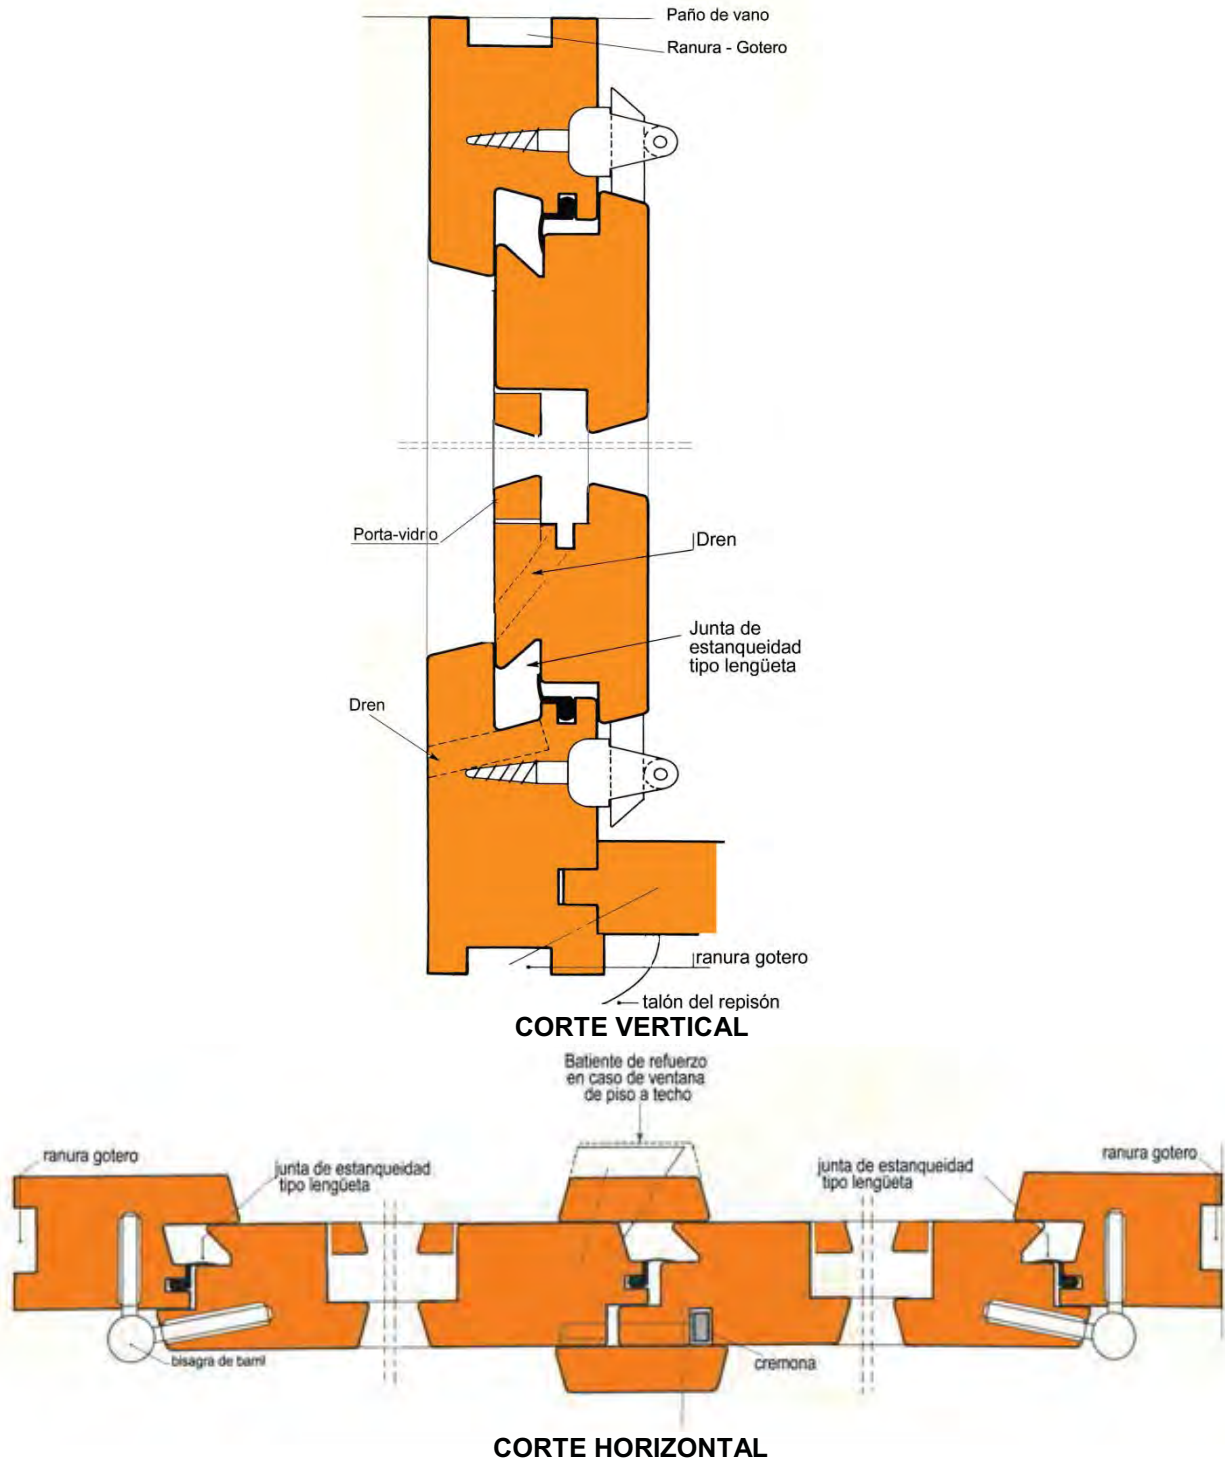 Paño de vano
Ranura - Gotero
Porta-vidrio
Dren
Junta de
estanqueidad
tipo lengüeta
Dren
ranura gotero
talón del repisón
CORTE VERTICAL
Batiente de refuerzo
en caso de ventana
de piso a techo
ranura gotero
junta de estanqueidad
tipo lengüeta
junta de estanqueidad
tipo lengüeta
ranura gotero
bisagra de barril
cremona
CORTE HORIZONTAL